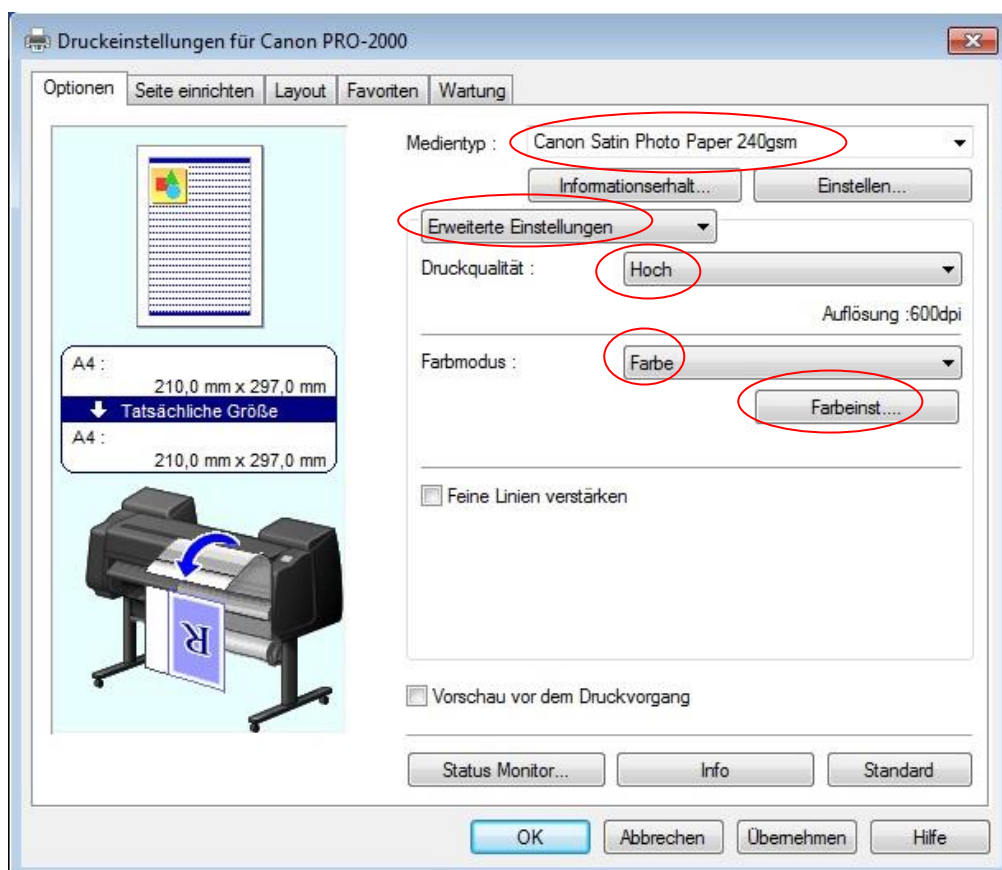 Druckeinstellungen für Canon PRO-2000
Optionen Seite einrichten Layout Favoriten Wartung
Medientyp : Canon Satin Photo Paper 240gsm
Informationserhalt... Einstellen...
Erweiterte Einstellungen
Druckqualität : Hoch
Auflösung :600dpi
Farbmodus : Farbe
Farbeinst....
A4 :
210,0 mm x 297,0 mm
Tatsächliche Größe
A4 :
210,0 mm x 297,0 mm
Feine Linien verstärken
R
Vorschau vor dem Druckvorgang
Status Monitor... Info Standard
OK Abbrechen Übernehmen Hilfe